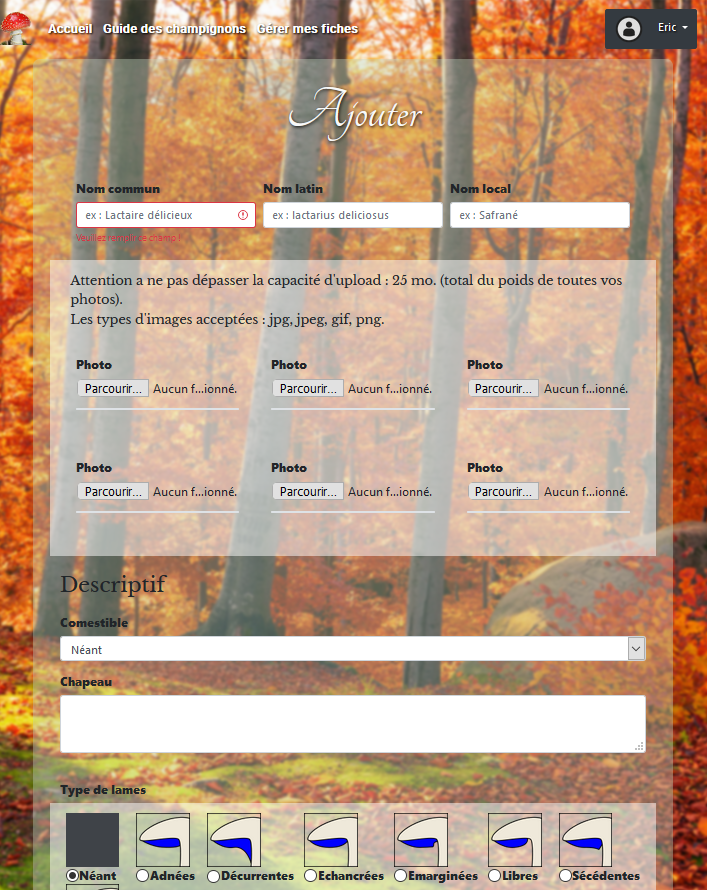 Accueil Guide des champignons Gérer mes fiches Eric
Ajouter
Nom commun Nom latin Nom local
ex : Lactaire délicieux ex : lactarius deliciosus ex : Safrané
Veuillez remplir ce champ !
Attention a ne pas dépasser la capacité d'upload : 25 mo. (total du poids de toutes vos
photos).
Les types d'images acceptées : jpg, jpeg, gif, png.
Photo Photo Photo
Parcourir... Aucun f...ionné. Parcourir... Aucun f...ionné. Parcourir... Aucun f...ionné.
Photo Photo Photo
Parcourir... Aucun f...ionné. Parcourir... Aucun f...ionné. Parcourir... Aucun f...ionné.
Descriptif
Comestible
Néant
Chapeau
Type de lames
Néant Adnées Décurrentes Echancrées Emarginées Libres Sécédentes